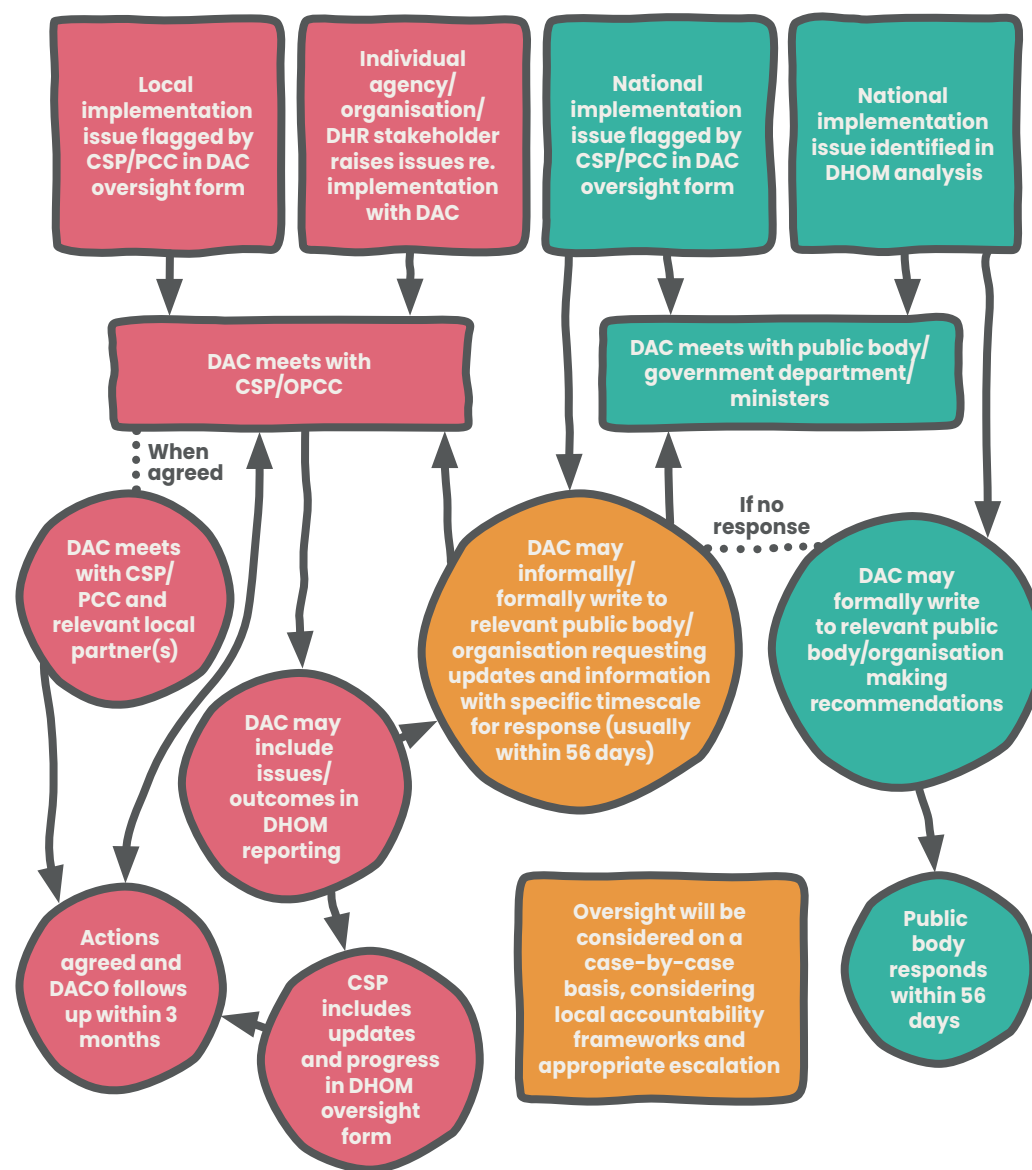 Local
implementation
issue flagged by
CSP/PCC in DAC
oversight form
Individual
agency/
organisation/
DHR stakeholder
raises issues re.
implementation
with DAC
National
implementation
issue flagged by
CSP/PCC in DAC
oversight form
National
implementation
issue identified in
DHOM analysis
DAC meets with
CSP/OPCC
DAC meets with public body/
government department/
ministers
When
agreed
If no
response
DAC meets
with CSP/
PCC and
relevant local
partner(s)
DAC may
informally/
formally write to
relevant public body/
organisation requesting
updates and information
with specific timescale
for response (usually
within 56 days)
DAC may
formally write
to relevant public
body/organisation
making
recommendations
DAC may
include
issues/
outcomes in
DHOM
reporting
Actions
agreed and
DACO follows
up within 3
months
CSP
includes
updates
and progress
in DHOM
oversight
form
Oversight will be
considered on a
case-by-case
basis, considering
local accountability
frameworks and
appropriate escalation
Public
body
responds
within 56
days